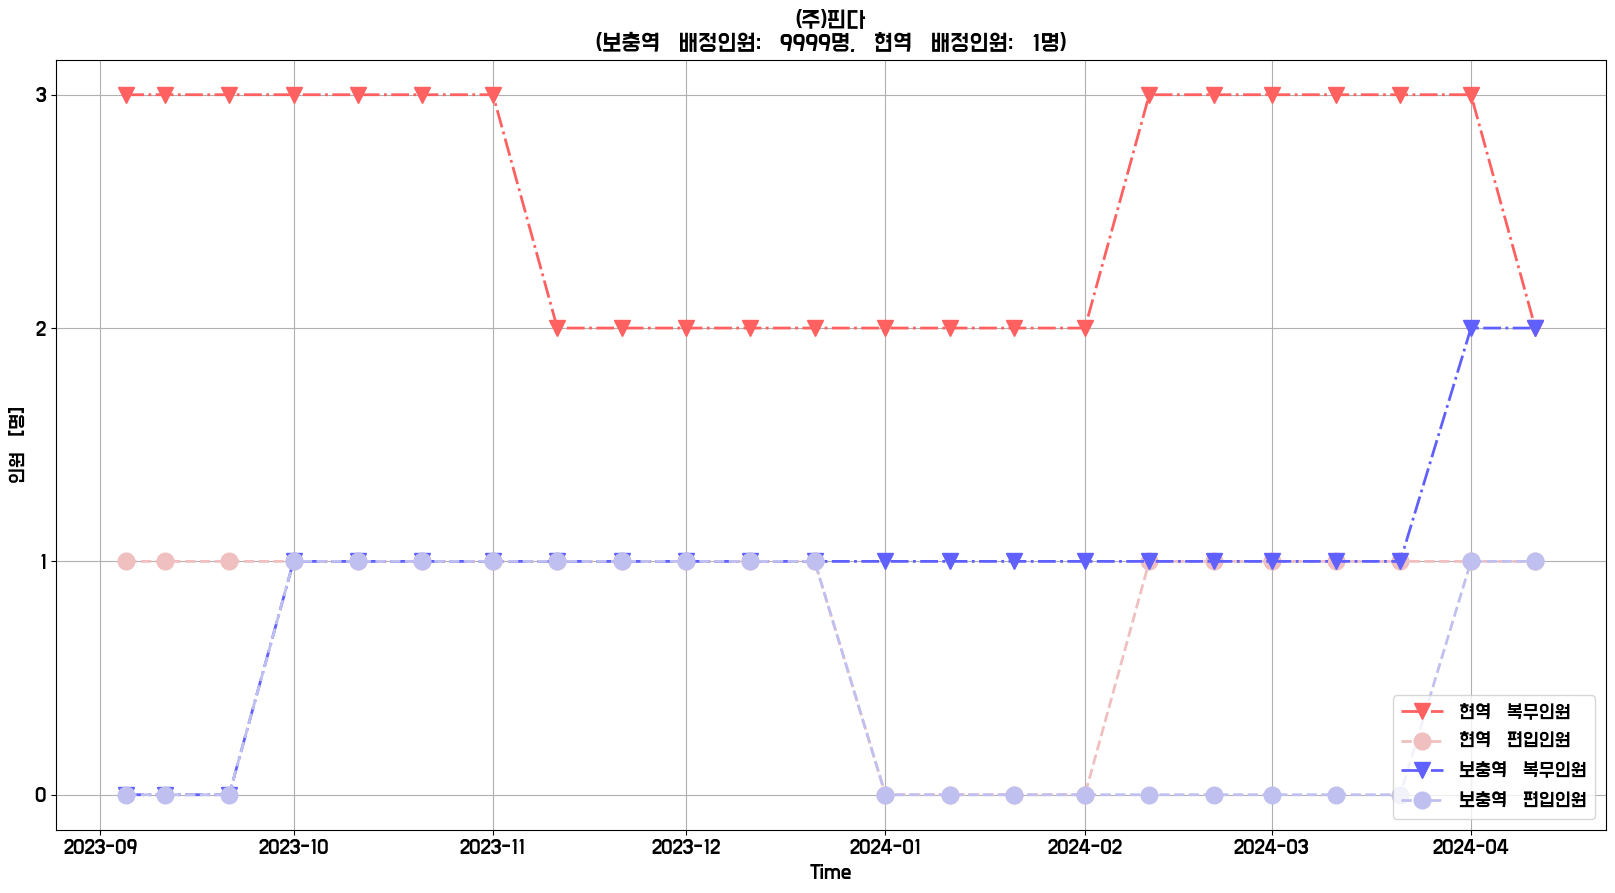 (주)핀다
(보충역 배정인원: 9999명, 현역 배정인원: 1명)
인원 [명]
3
2
1
0
현역 복무인원
현역 편입인원
보충역 복무인원
보충역 편입인원
2023-09 2023-10 2023-11 2023-12 2024-01 2024-02 2024-03 2024-04
Time